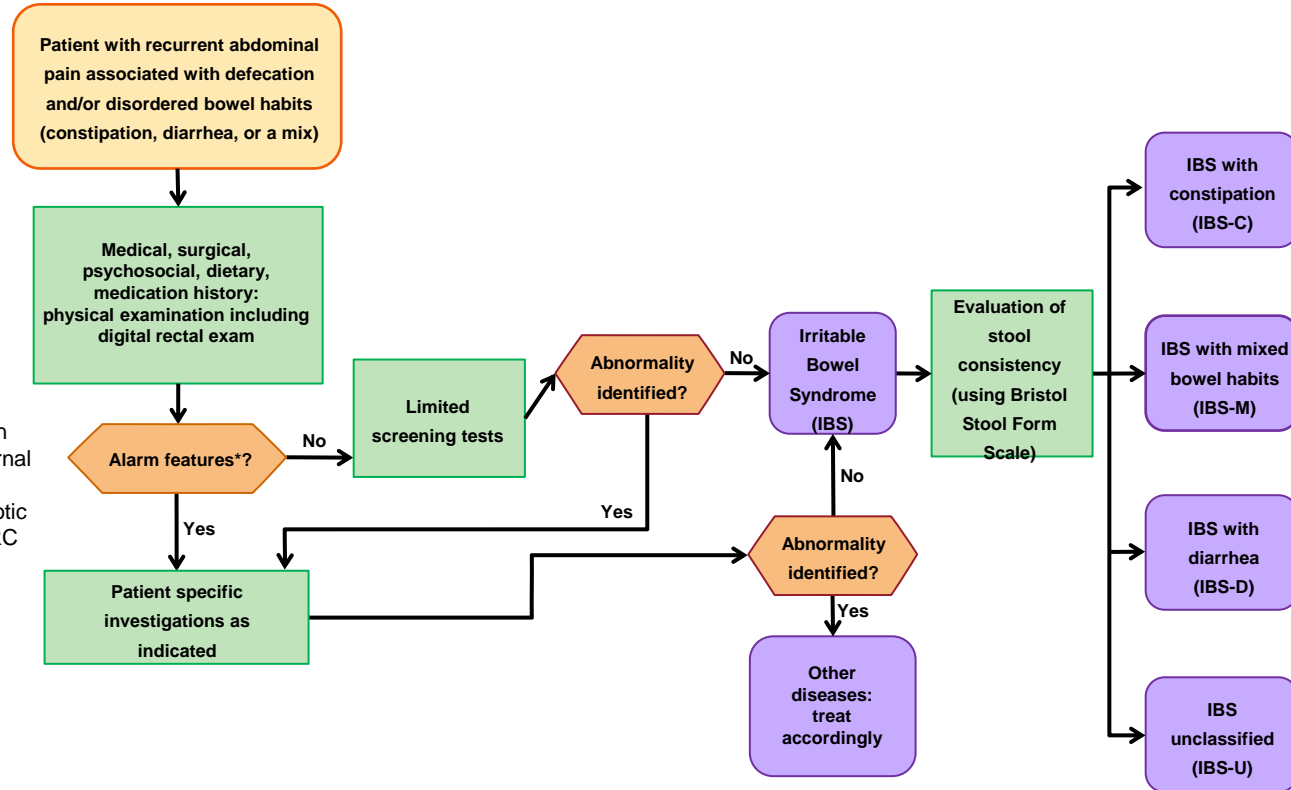 Patient with recurrent abdominal
pain associated with defecation
and/or disordered bowel habits
(constipation, diarrhea, or a mix)
Medical, surgical,
psychosocial, dietary,
medication history:
physical examination including
digital rectal exam
Alarm features*?
No
Yes
Limited
screening tests
Abnormality
identified?
No
Yes
Patient specific
investigations as
indicated
Irritable
Bowel
Syndrome
(IBS)
No
Abnormality
identified?
Yes
Other
diseases:
treat
accordingly
Evaluation of
stool
consistency
(using Bristol
Stool Form
Scale)
IBS with
constipation
(IBS-C)
IBS with mixed
bowel habits
(IBS-M)
IBS with
diarrhea
(IBS-D)
IBS
unclassified
(IBS-U)